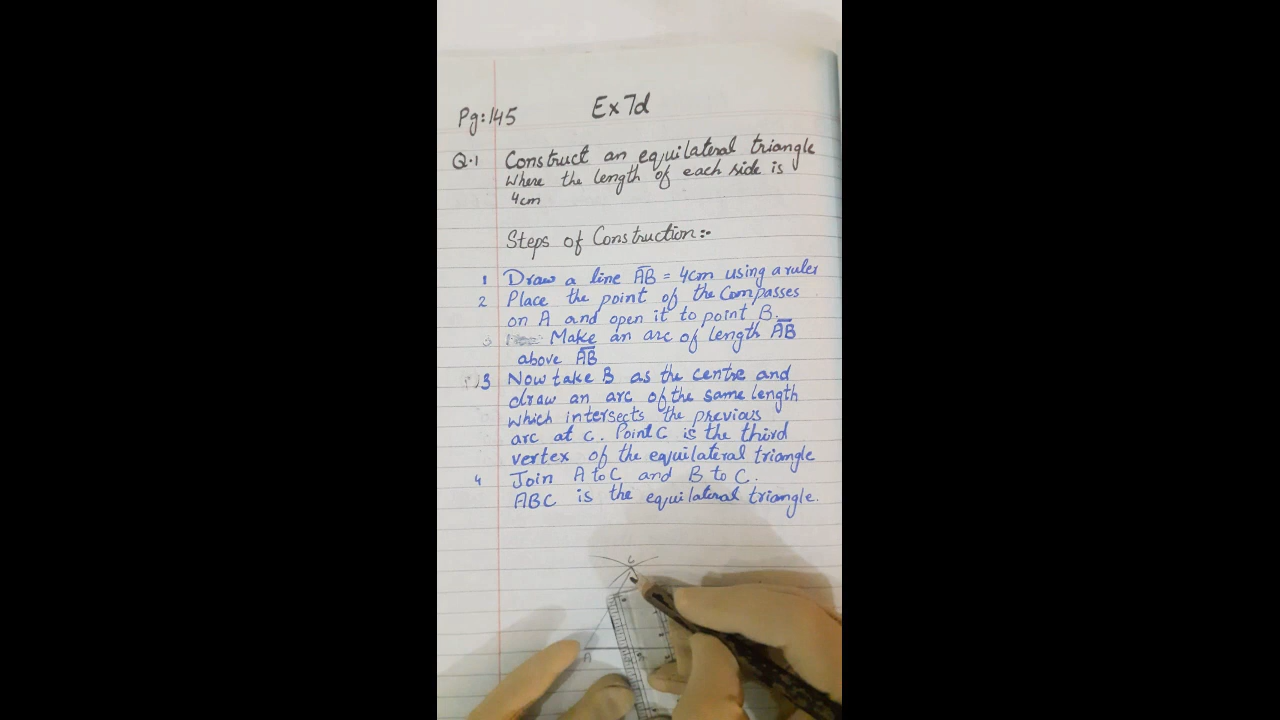 Pg:145 Ex 7d
Q.1 Construct an equilateral triangle
where the length of each side is
4cm
Steps of Construction:-
1 Draw a line AB = 4cm using a ruler
2 Place the point of the Compasses
on A and open it to point B.
Make an arc of length AB
above AB
3 Now take B as the centre and
draw an arc of the same length
which intersects the previous
arc at C. Point C is the third
vertex of the equilateral triangle
4 Join A to C and B to C.
ABC is the equilateral triangle.
C
A